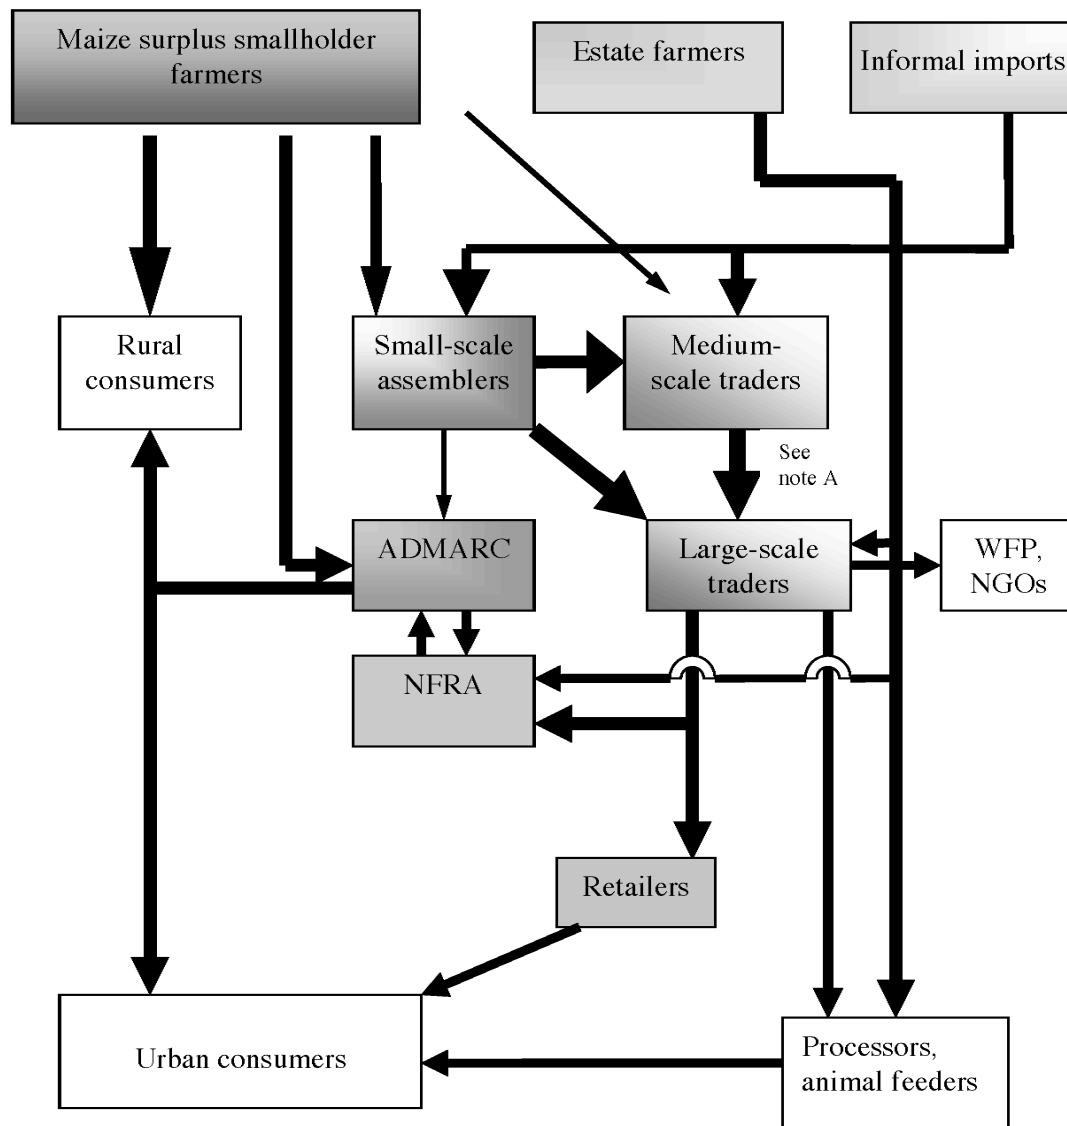 Maize surplus smallholder
farmers
Estate farmers
Informal imports
Rural
consumers
Small-scale
assemblers
Medium-
scale traders
See
note A
ADMARC
Large-scale
traders
WFP,
NGOs
NFRA
Retailers
Urban consumers
Processors,
animal feeders